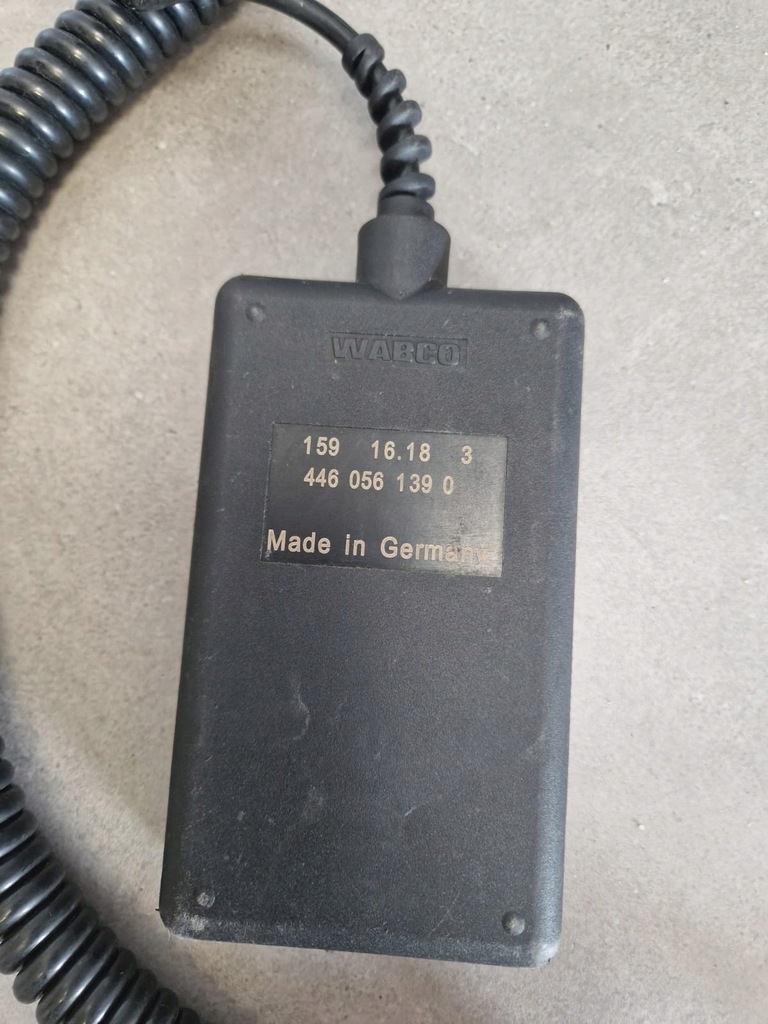 WABCO
159 16.18 3
446 056 139 0
Made in Germany